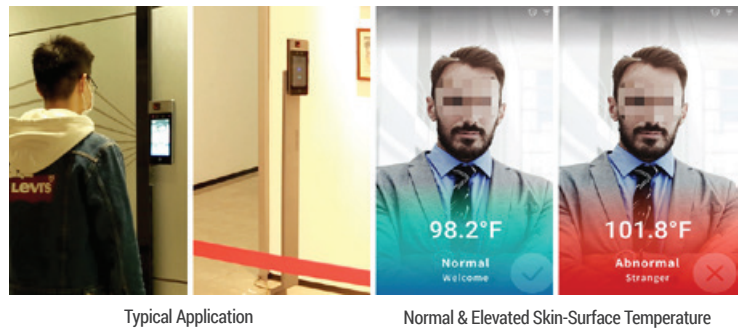 LEVI'S
98.2°F
Normal
Welcome
101.8°F
Abnormal
Stranger
Typical Application
Normal & Elevated Skin-Surface Temperature